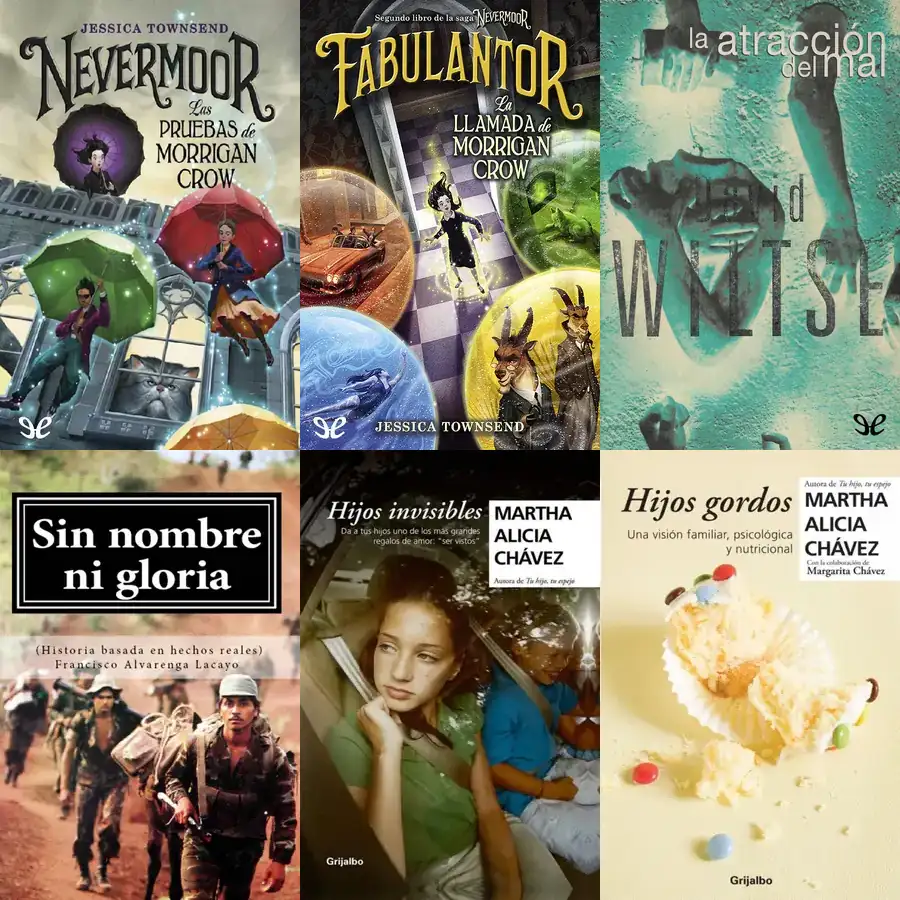 JESSICA TOWNSEND
NEVERMOOR
Las
PRUEBAS de
MORRIGAN
CROW
Segundo libro de la saga NEVERMOOR
FABULANTOR
La
LLAMADA de
MORRIGAN
CROW
JESSICA TOWNSEND
la atracción
del mal
WILTSE
Sin nombre
ni gloria
(Historia basada en hechos reales)
Francisco Alvarenga Lacayo
Hijos invisibles
Da a tus hijos uno de los más grandes
regalos de amor: "ser vistos"
MARTHA
ALICIA
CHÁVEZ
Autora de Tu hijo, tu espejo
Grijalbo
Hijos gordos
Una visión familiar, psicológica
y nutricional
Autora de Tu hijo, tu espejo
MARTHA
ALICIA
CHÁVEZ
Con la colaboración de
Margarita Chávez
Grijalbo